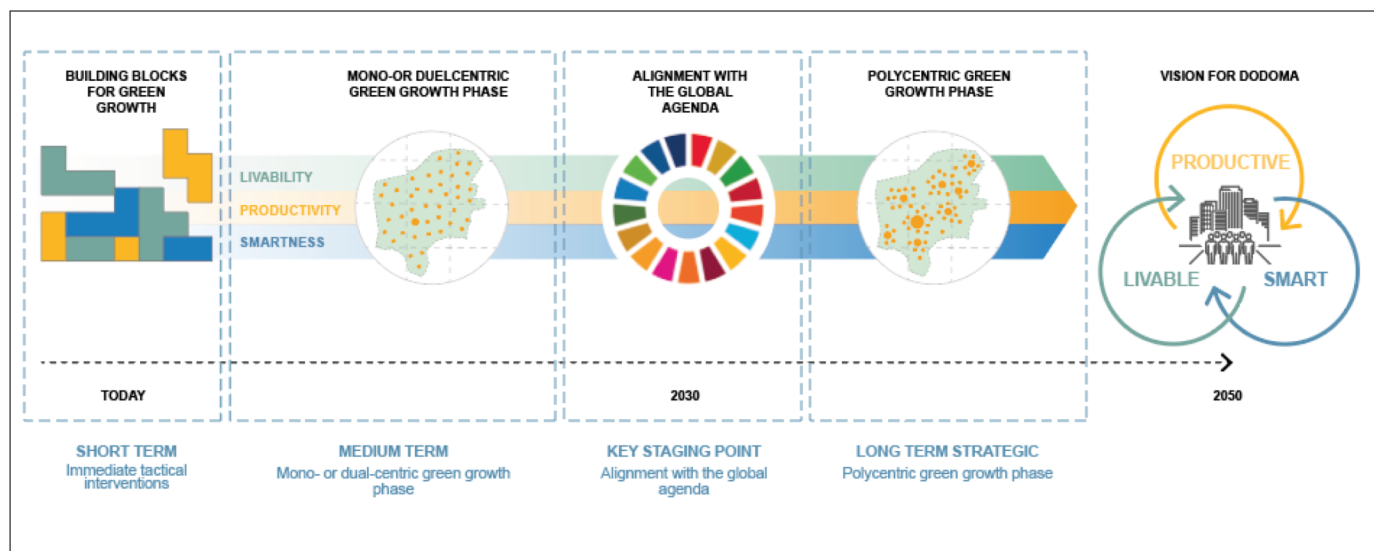 BUILDING BLOCKS
FOR GREEN
GROWTH
MONO-OR DUELCENTRIC
GREEN GROWTH PHASE
ALIGNMENT WITH
THE GLOBAL
AGENDA
POLYCENTRIC GREEN
GROWTH PHASE
VISION FOR DODOMA
LIVABILITY
PRODUCTIVITY
SMARTNESS
PRODUCTIVE
LIVABLE
SMART
TODAY
2030
2050
SHORT TERM
Immediate tactical
interventions
MEDIUM TERM
Mono- or dual-centric green growth
phase
KEY STAGING POINT
Alignment with the global
agenda
LONG TERM STRATEGIC
Polycentric green growth phase